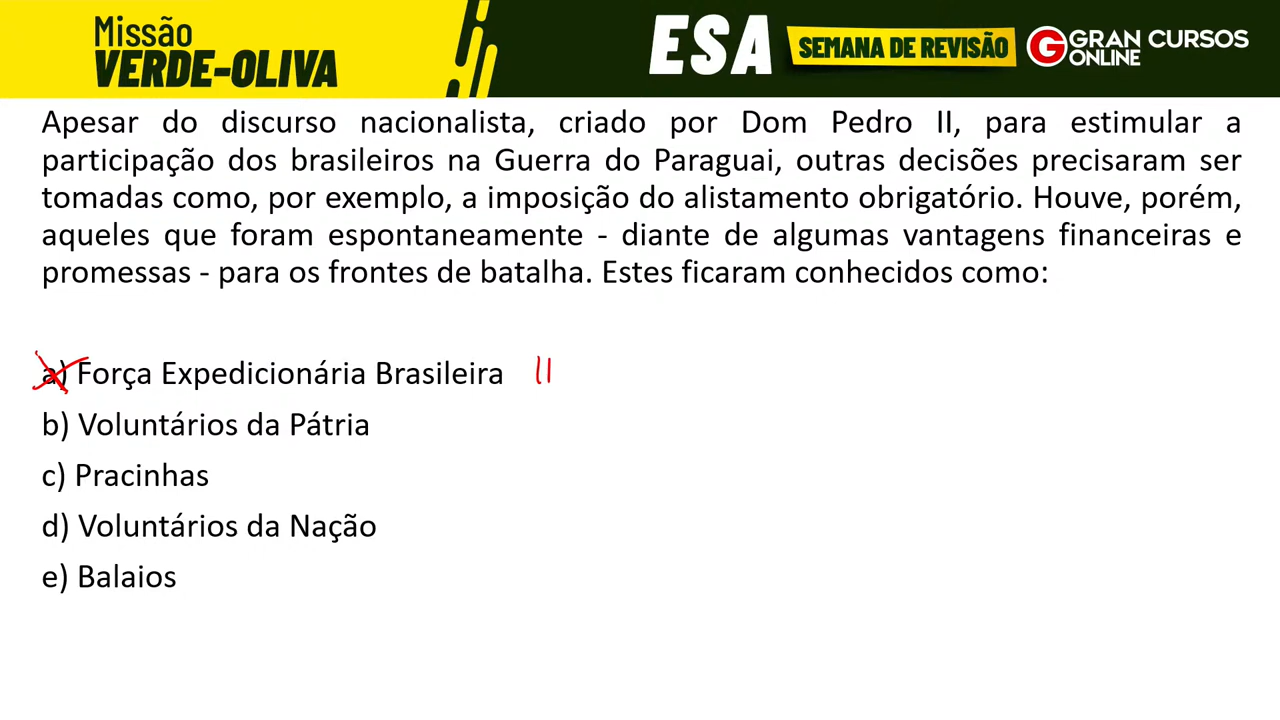 Missão
VERDE-OLIVA
ESA
SEMANA DE REVISÃO
G GRAN CURSOS
ONLINE
Apesar do discurso nacionalista, criado por Dom Pedro II, para estimular a
participação dos brasileiros na Guerra do Paraguai, outras decisões precisaram ser
tomadas como, por exemplo, a imposição do alistamento obrigatório. Houve, porém,
aqueles que foram espontaneamente - diante de algumas vantagens financeiras e
promessas - para os frontes de batalha. Estes ficaram conhecidos como:
a) Força Expedicionária Brasileira II
b) Voluntários da Pátria
c) Pracinhas
d) Voluntários da Nação
e) Balaios